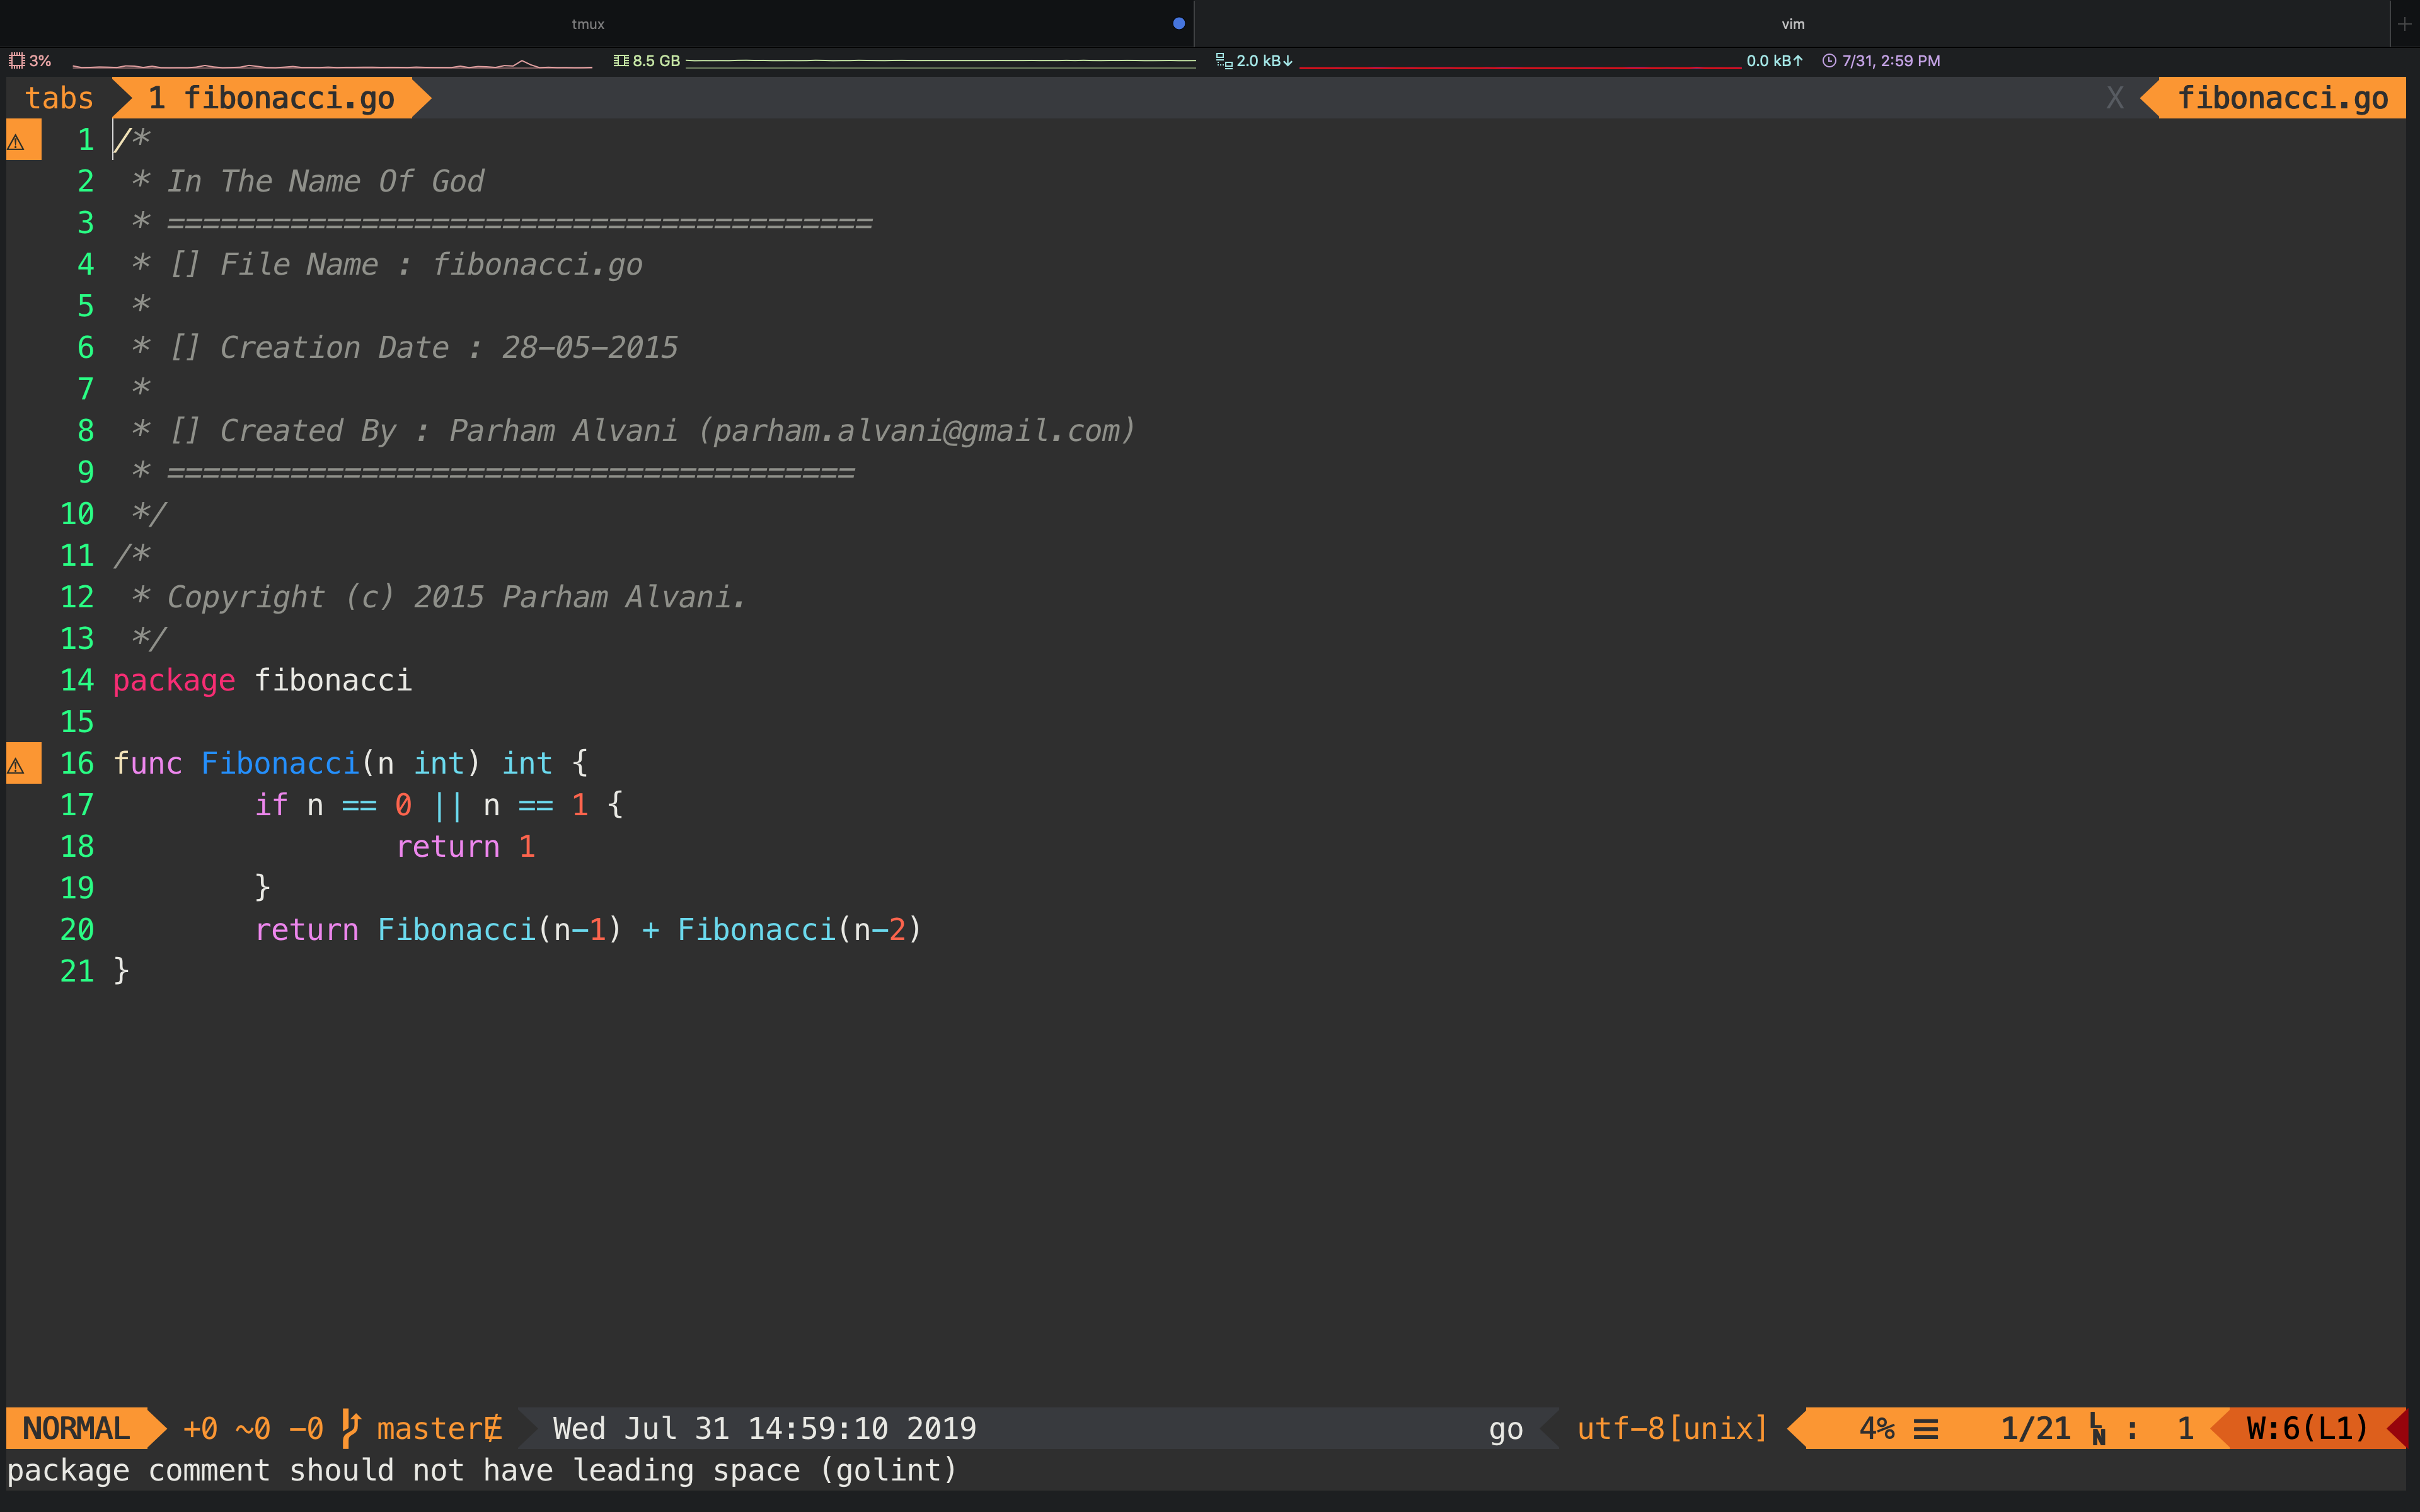 tmux vim +
3% 8.5 GB 2.0 kB↓ 0.0 kB↑ 7/31, 2:59 PM
tabs 1 fibonacci.go X fibonacci.go
⚠ 1 /*
2  * In The Name Of God
3  * ========================================
4  * [] File Name : fibonacci.go
5  *
6  * [] Creation Date : 28-05-2015
7  *
8  * [] Created By : Parham Alvani (parham.alvani@gmail.com)
9  * =======================================
10  */
11 /*
12  * Copyright (c) 2015 Parham Alvani.
13  */
14 package fibonacci
15
⚠ 16 func Fibonacci(n int) int {
17         if n == 0 || n == 1 {
18                 return 1
19         }
20         return Fibonacci(n-1) + Fibonacci(n-2)
21 }
NORMAL +0 ~0 -0 masterɆ Wed Jul 31 14:59:10 2019 go utf-8[unix] 4% ☰ 1/21 LN : 1 W:6(L1)
package comment should not have leading space (golint)